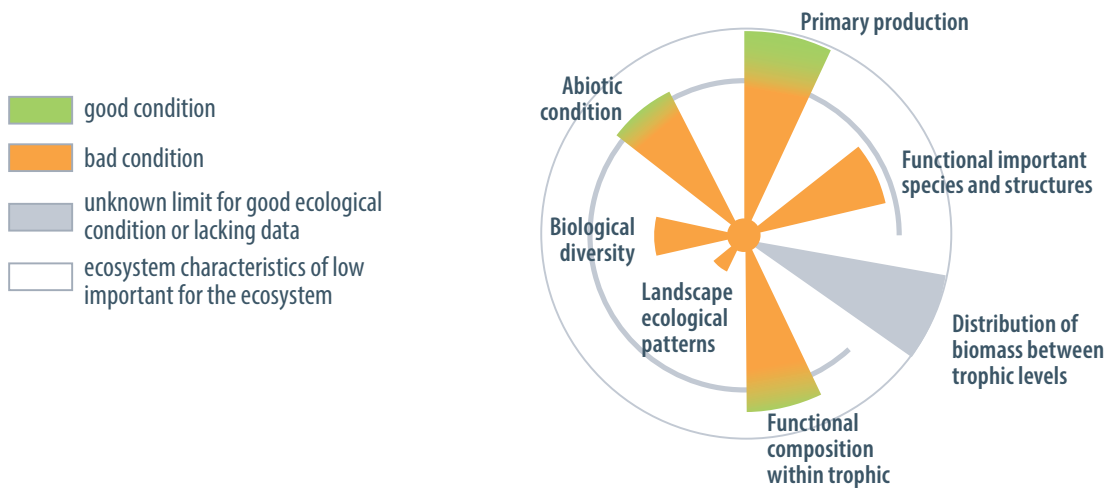 good condition
bad condition
unknown limit for good ecological
condition or lacking data
ecosystem characteristics of low
important for the ecosystem
Primary production
Abiotic
condition
Functional important
species and structures
Biological
diversity
Landscape
ecological
patterns
Distribution of
biomass between
trophic levels
Functional
composition
within trophic